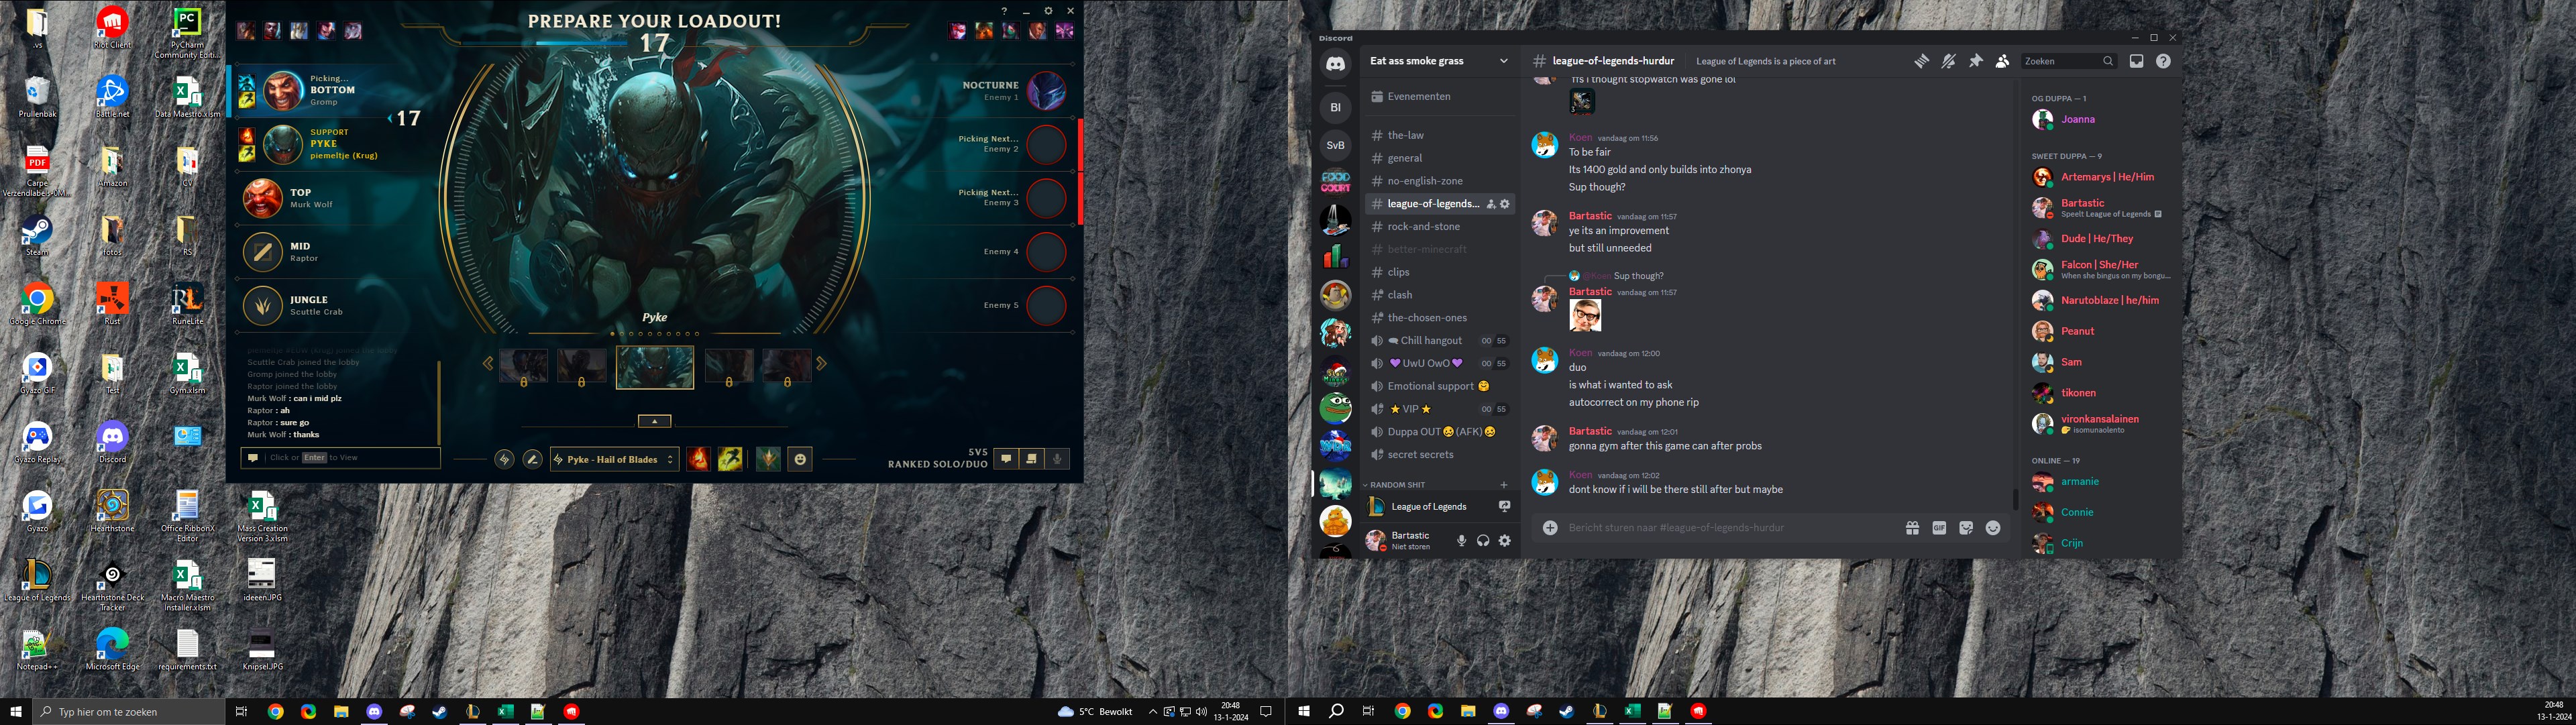 .vs
Riot Client
PyCharm
Community Editi...
Prullenbak
Battle.net
Data Maestro.xlsm
Carpe
Amazon
CV
Steam
fotos
RS
Google Chrome
Rust
RuneLite
Gyazo GIF
Test
Gym.xlsm
Gyazo Replay
Discord
Gyazo
Hearthstone
Office RibbonX
Editor
Mass Creation
Version 3.xlsm
League of Legends
Hearthstone Deck
Tracker
Macro Maestro
Installer.xlsm
ideeen.JPG
Notepad++
Microsoft Edge
requirements.txt
Knipsel.JPG
PREPARE YOUR LOADOUT!
17
Picking...
BOTTOM
Gromp
17
SUPPORT
PYKE
piemeltje (Krug)
TOP
Murk Wolf
MID
Raptor
JUNGLE
Scuttle Crab
NOCTURNE
Enemy 1
Picking Next...
Enemy 2
Picking Next...
Enemy 3
Enemy 4
Enemy 5
Pyke
Scuttle Crab joined the lobby
Gromp joined the lobby
Raptor joined the lobby
Murk Wolf : can i mid plz
Raptor : ah
Raptor : sure go
Murk Wolf : thanks
Click or Enter to View
Pyke - Hail of Blades
5V5
RANKED SOLO/DUO
Discord
Eat ass smoke grass
Evenementen
the-law
general
no-english-zone
league-of-legends...
rock-and-stone
better-minecraft
clips
clash
the-chosen-ones
Chill hangout 00 55
UwU OwO 00 55
Emotional support
VIP 00 55
Duppa OUT (AFK)
secret secrets
RANDOM SHIT
League of Legends
Bartastic
Niet storen
BI
SvB
FOOD
COURT
# league-of-legends-hurdur
League of Legends is a piece of art
Zoeken
ffs i thought stopwatch was gone lol
Koen vandaag om 11:56
To be fair
Its 1400 gold and only builds into zhonya
Sup though?
Bartastic vandaag om 11:57
ye its an improvement
but still unneeded
@Koen Sup though?
Bartastic vandaag om 11:57
Koen vandaag om 12:00
duo
is what i wanted to ask
autocorrect on my phone rip
Bartastic vandaag om 12:01
gonna gym after this game can after probs
Koen vandaag om 12:02
dont know if i will be there still after but maybe
Bericht sturen naar #league-of-legends-hurdur
OG DUPPA — 1
Joanna
SWEET DUPPA — 9
Artemarys | He/Him
Bartastic
Speelt League of Legends
Dude | He/They
Falcon | She/Her
When she bingus on my bongu...
Narutoblaze | he/him
Peanut
Sam
tikonen
vironkansalainen
isomunaolento
ONLINE — 19
armanie
Connie
Crijn
Typ hier om te zoeken
5°C Bewolkt
20:48
13-1-2024
20:48
13-1-2024